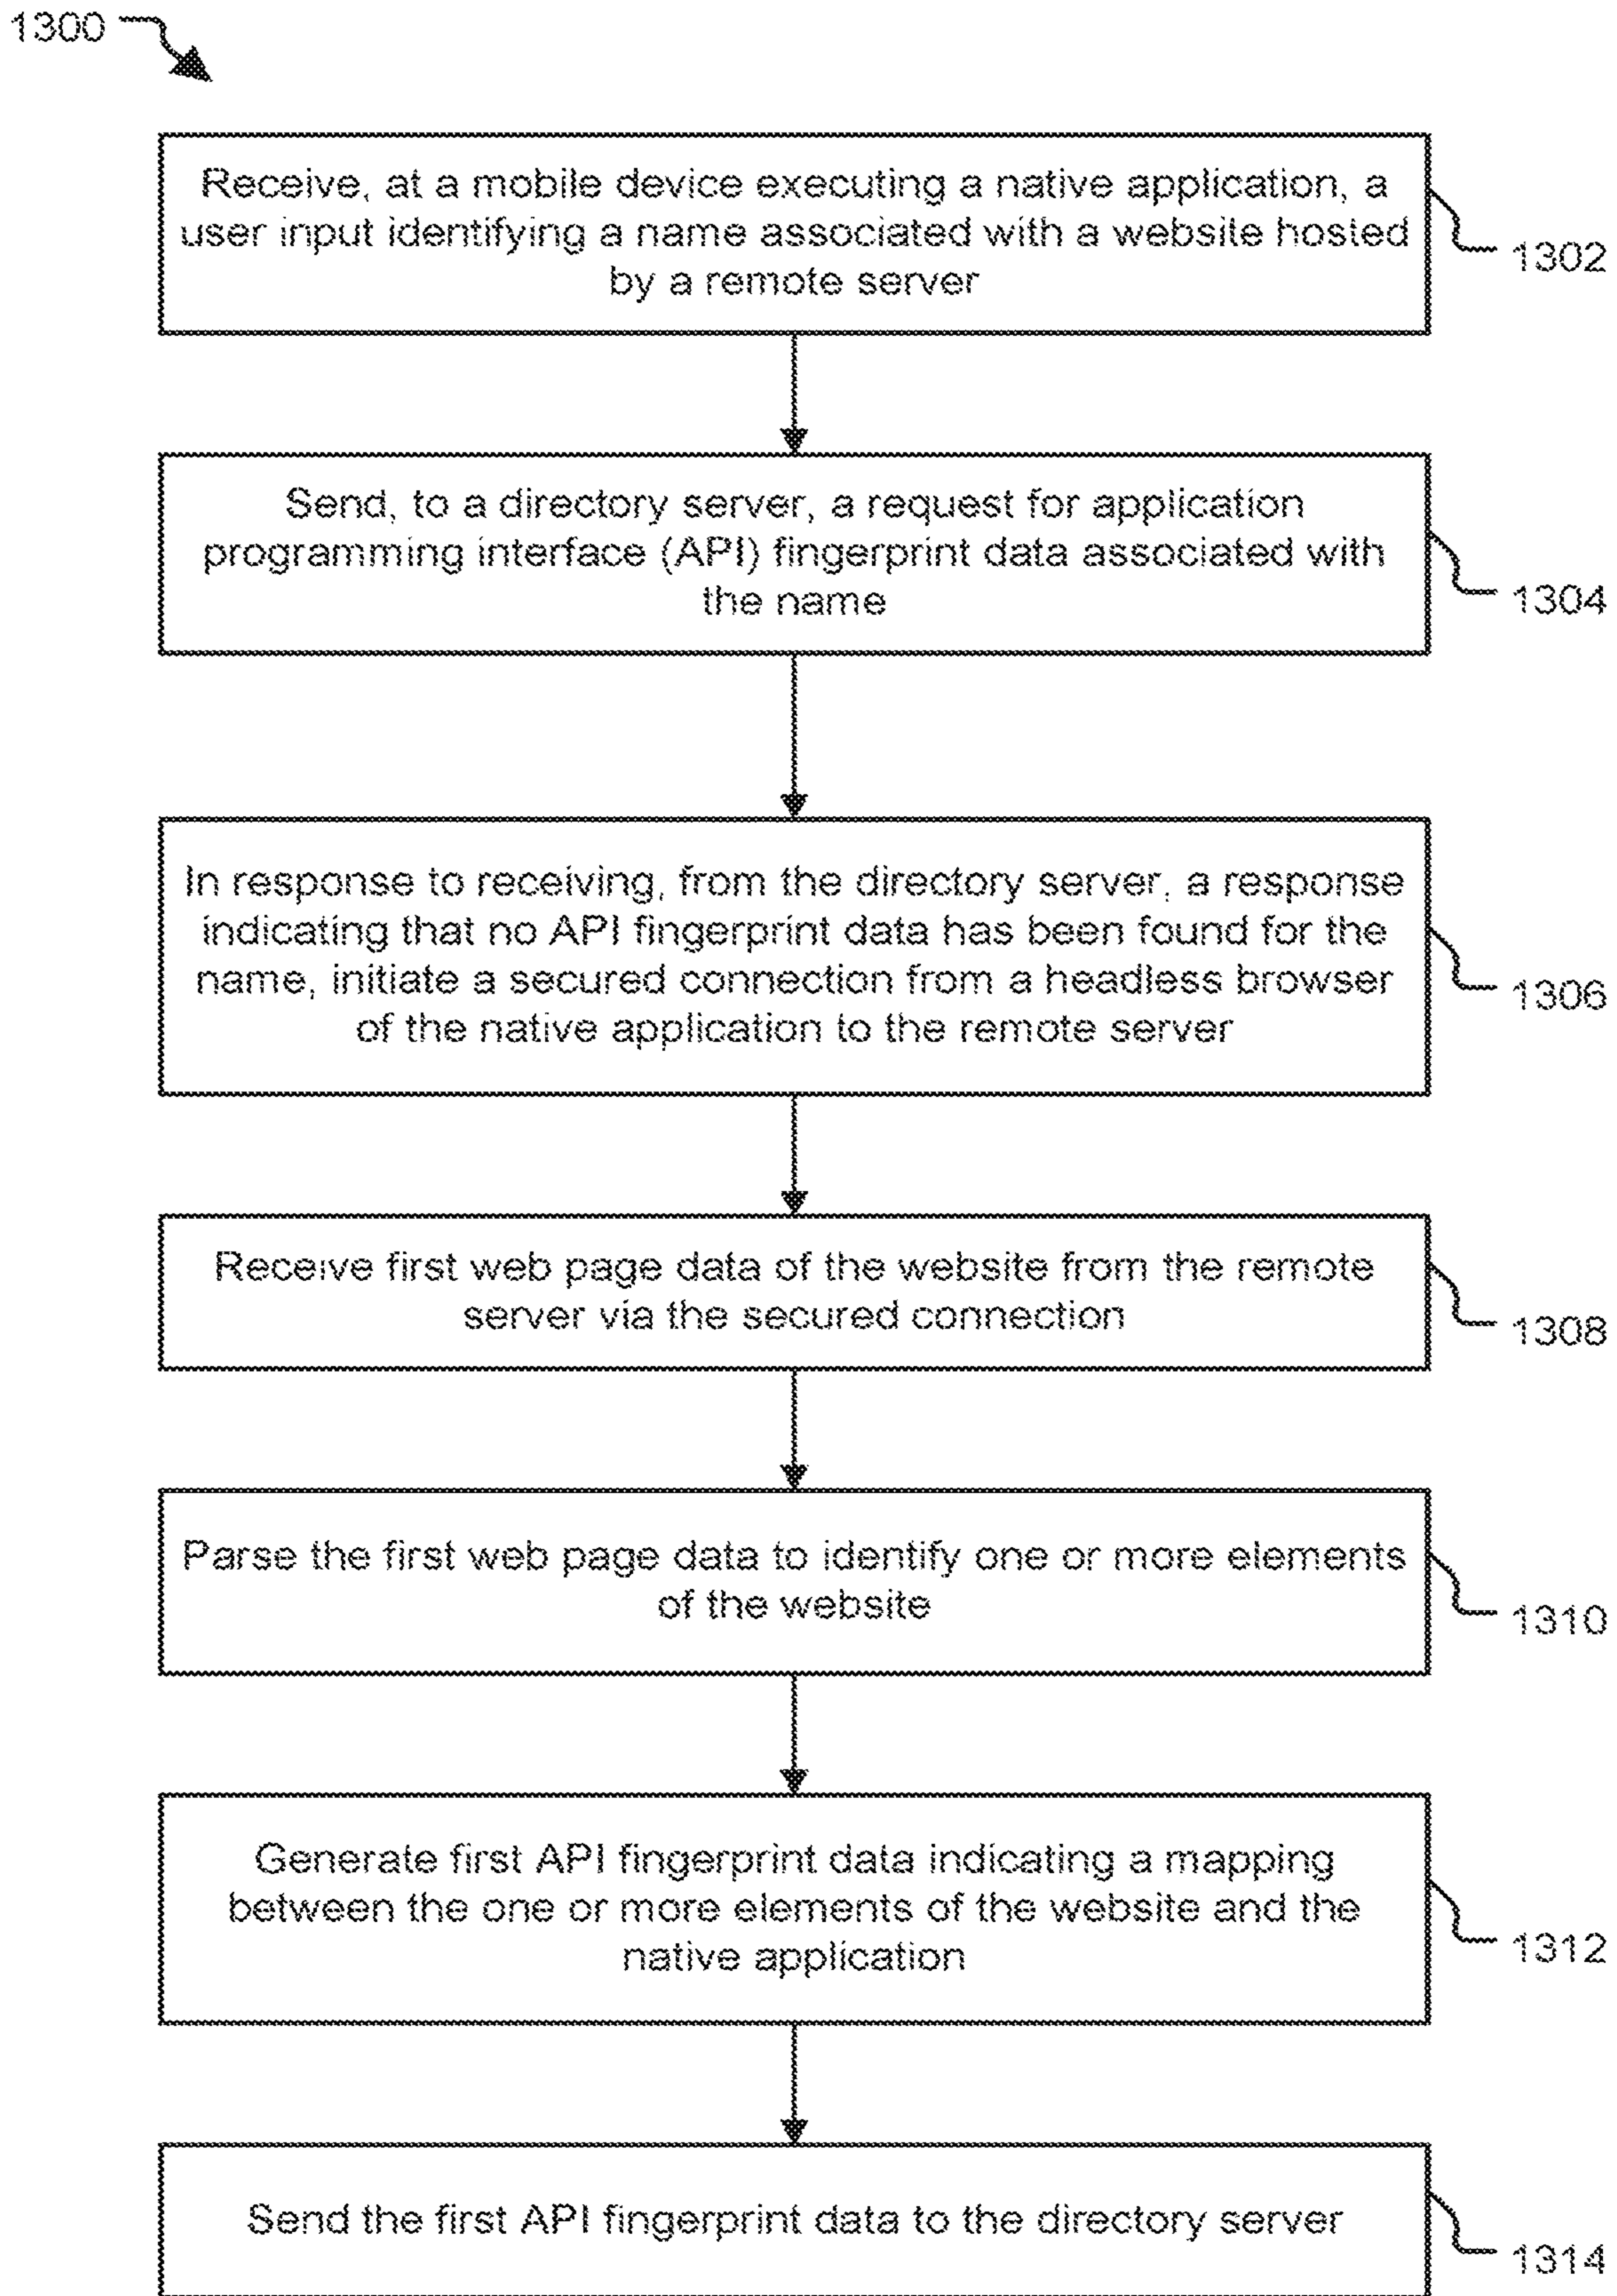 1300
Receive, at a mobile device executing a native application, a
user input identifying a name associated with a website hosted
by a remote server
1302
Send, to a directory server, a request for application
programming interface (API) fingerprint data associated with
the name
1304
In response to receiving, from the directory server, a response
indicating that no API fingerprint data has been found for the
name, initiate a secured connection from a headless browser
of the native application to the remote server
1306
Receive first web page data of the website from the remote
server via the secured connection
1308
Parse the first web page data to identify one or more elements
of the website
1310
Generate first API fingerprint data indicating a mapping
between the one or more elements of the website and the
native application
1312
Send the first API fingerprint data to the directory server
1314